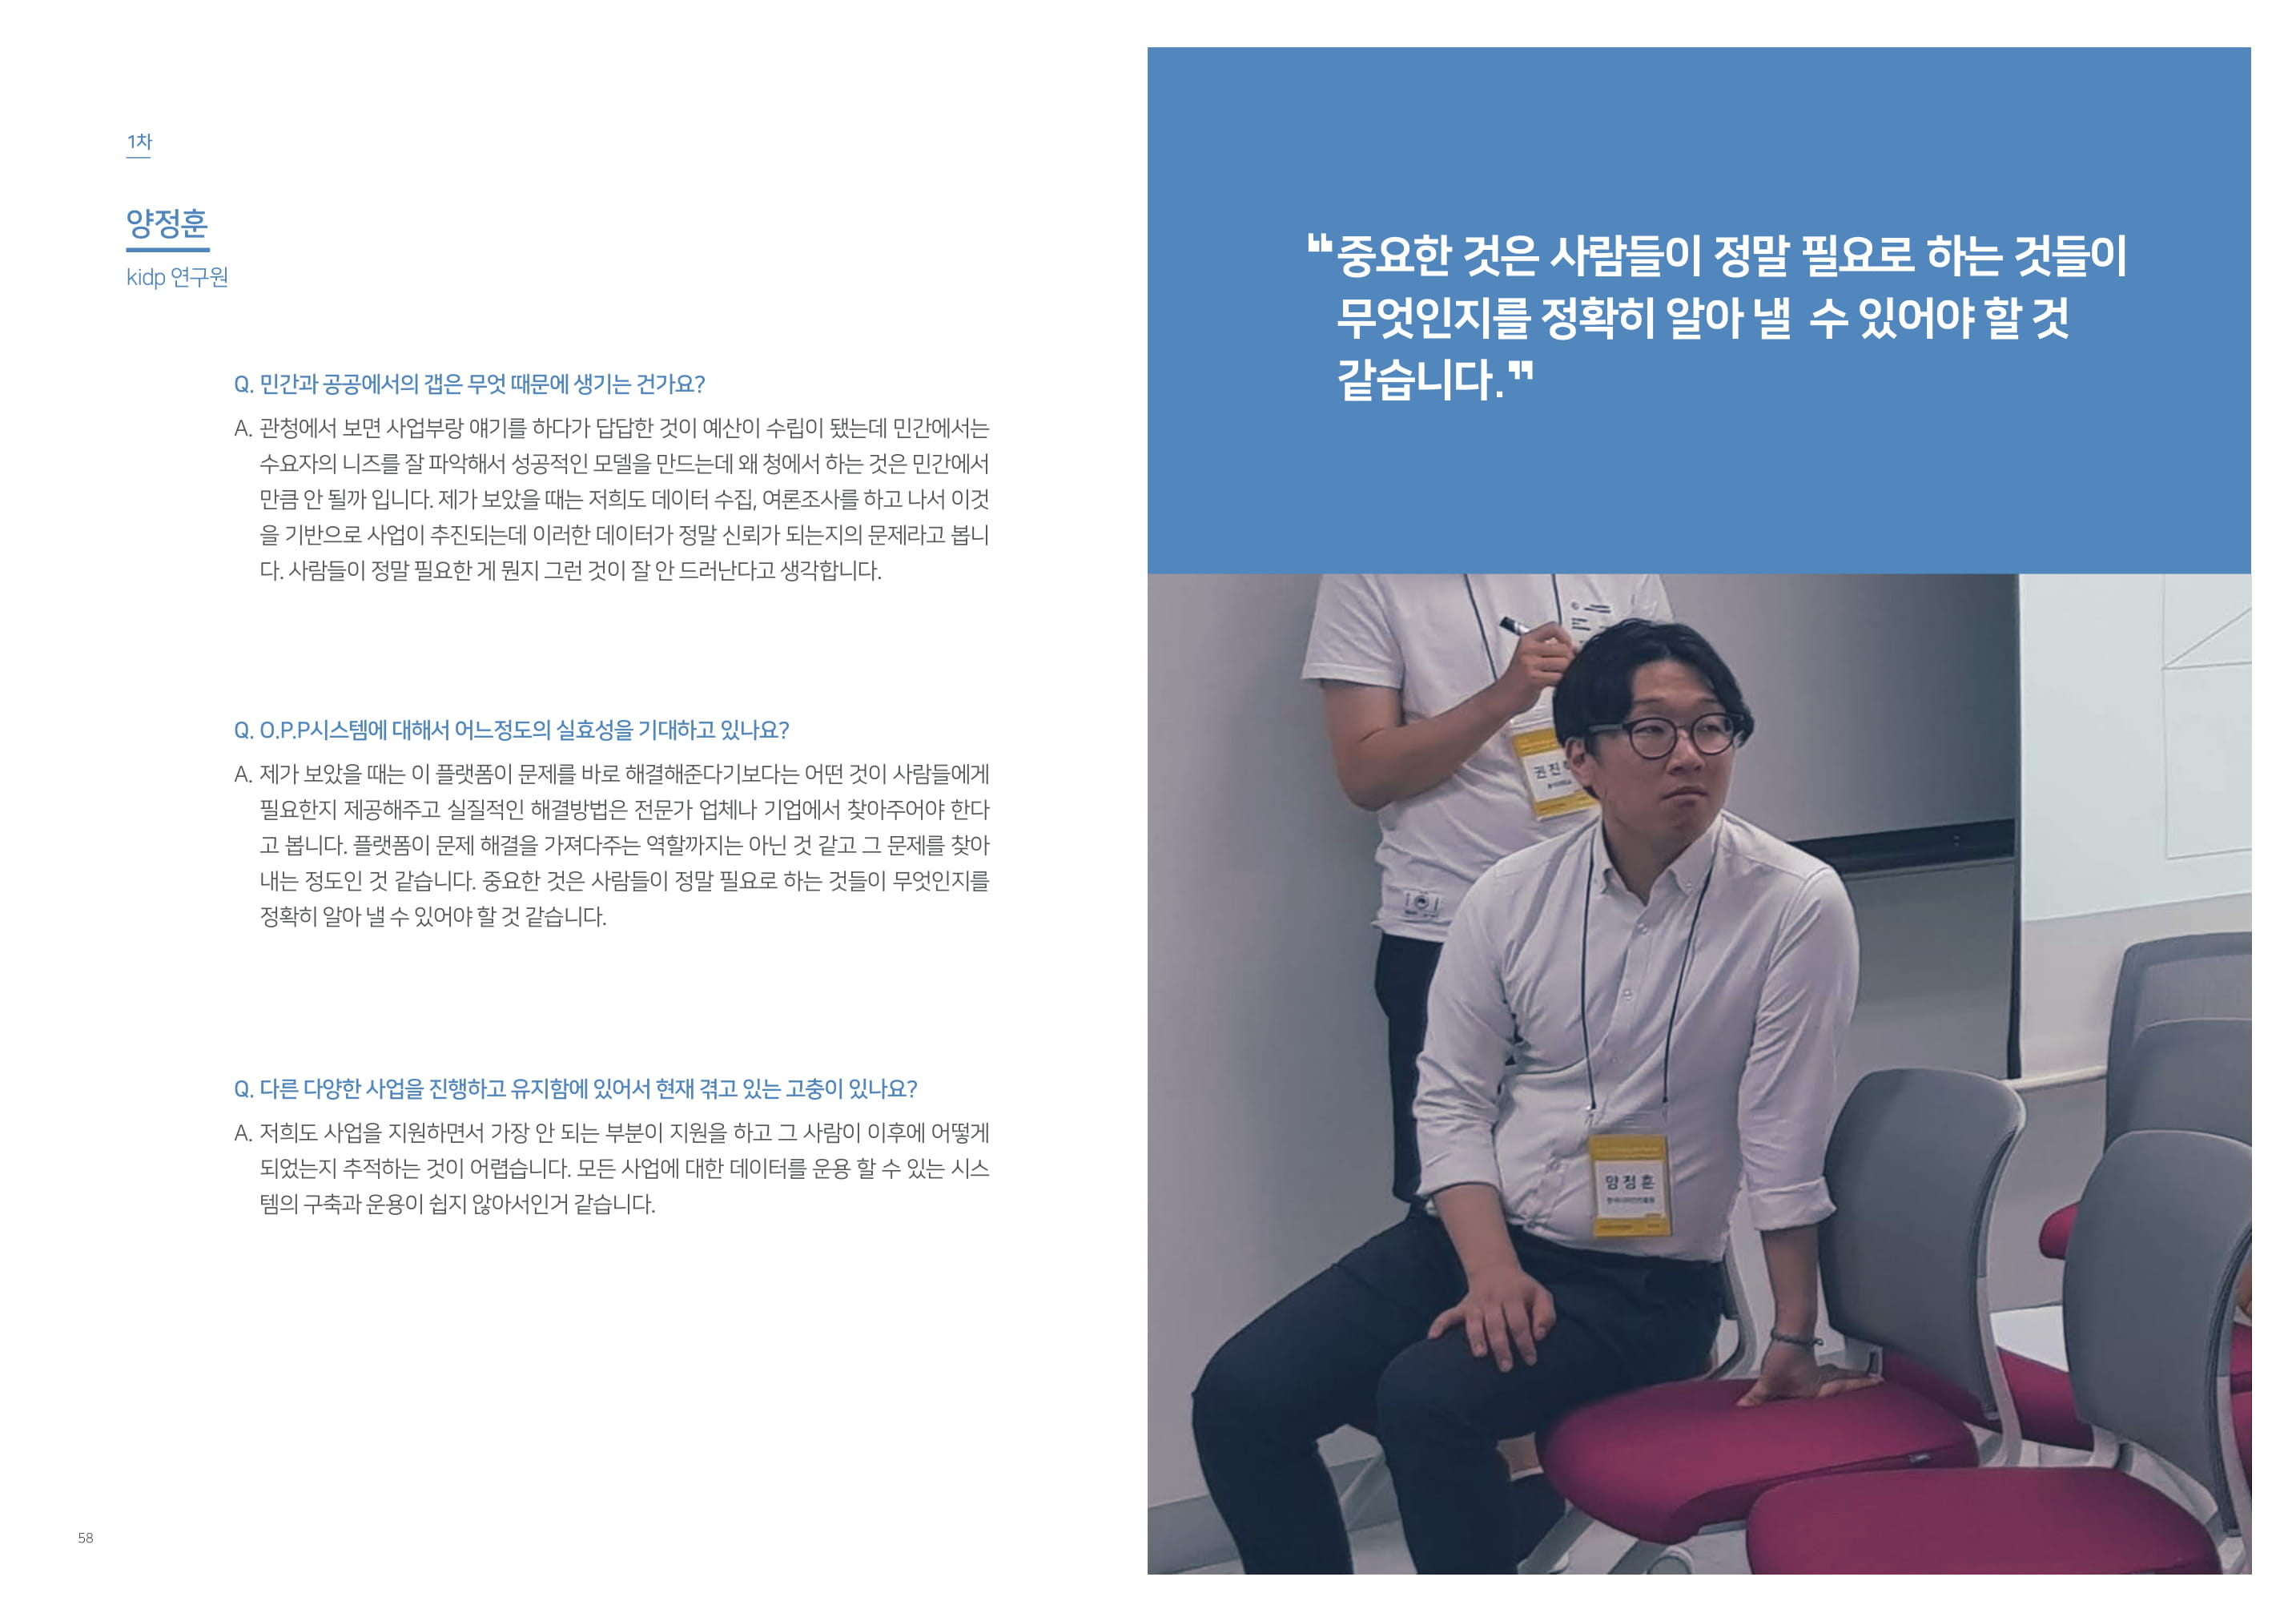 1차
양정훈
kidp 연구원
Q. 민간과 공공에서의 갭은 무엇 때문에 생기는 건가요?
A. 관청에서 보면 사업부랑 얘기를 하다가 답답한 것이 예산이 수립이 됐는데 민간에서는
수요자의 니즈를 잘 파악해서 성공적인 모델을 만드는데 왜 청에서 하는 것은 민간에서
만큼 안 될까 입니다. 제가 보았을 때는 저희도 데이터 수집, 여론조사를 하고 나서 이것
을 기반으로 사업이 추진되는데 이러한 데이터가 정말 신뢰가 되는지의 문제라고 봅니
다. 사람들이 정말 필요한 게 뭔지 그런 것이 잘 안 드러난다고 생각합니다.
Q. O.P.P시스템에 대해서 어느정도의 실효성을 기대하고 있나요?
A. 제가 보았을 때는 이 플랫폼이 문제를 바로 해결해준다기보다는 어떤 것이 사람들에게
필요한지 제공해주고 실질적인 해결방법은 전문가 업체나 기업에서 찾아주어야 한다
고 봅니다. 플랫폼이 문제 해결을 가져다주는 역할까지는 아닌 것 같고 그 문제를 찾아
내는 정도인 것 같습니다. 중요한 것은 사람들이 정말 필요로 하는 것들이 무엇인지를
정확히 알아 낼 수 있어야 할 것 같습니다.
Q. 다른 다양한 사업을 진행하고 유지함에 있어서 현재 겪고 있는 고충이 있나요?
A. 저희도 사업을 지원하면서 가장 안 되는 부분이 지원을 하고 그 사람이 이후에 어떻게
되었는지 추적하는 것이 어렵습니다. 모든 사업에 대한 데이터를 운용 할 수 있는 시스
템의 구축과 운용이 쉽지 않아서인거 같습니다.
58
❝중요한 것은 사람들이 정말 필요로 하는 것들이
무엇인지를 정확히 알아 낼 수 있어야 할 것
같습니다.❞
권진
양정훈